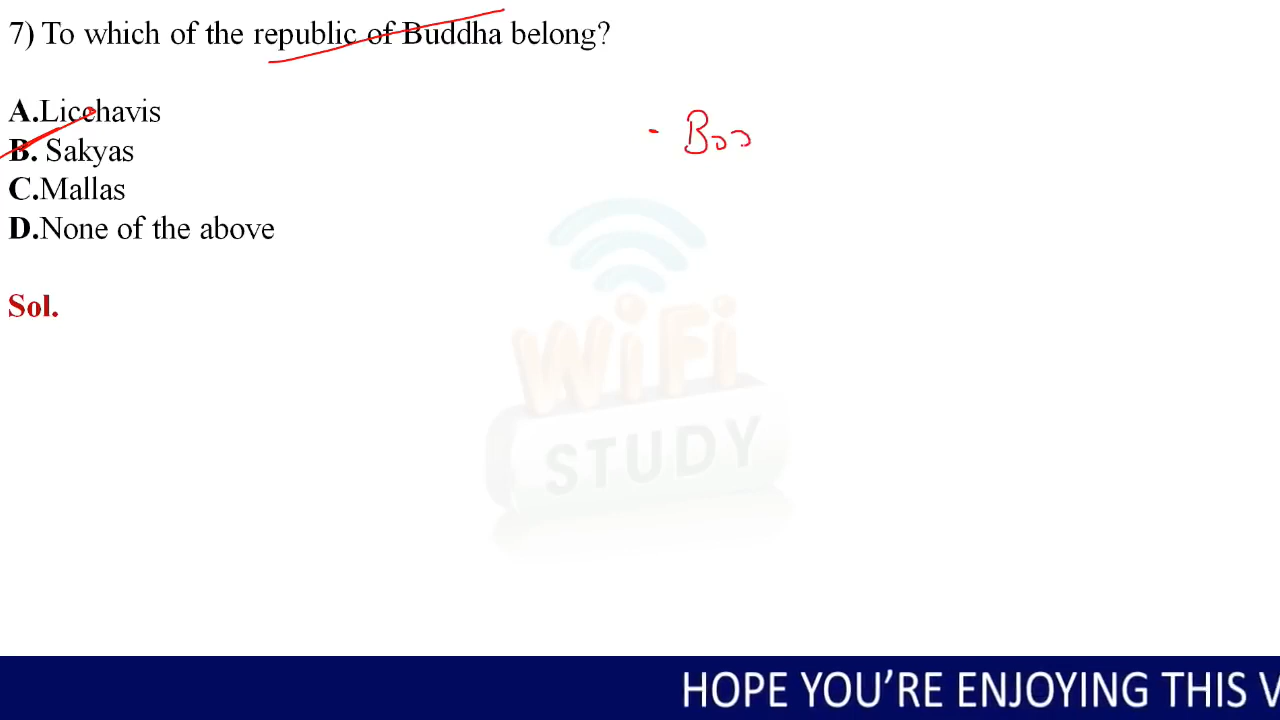 7) To which of the republic of Buddha belong?
A.Licchavis
B. Sakyas
C.Mallas
D.None of the above
Sol.
WiFi
STUDY
HOPE YOU'RE ENJOYING THIS V